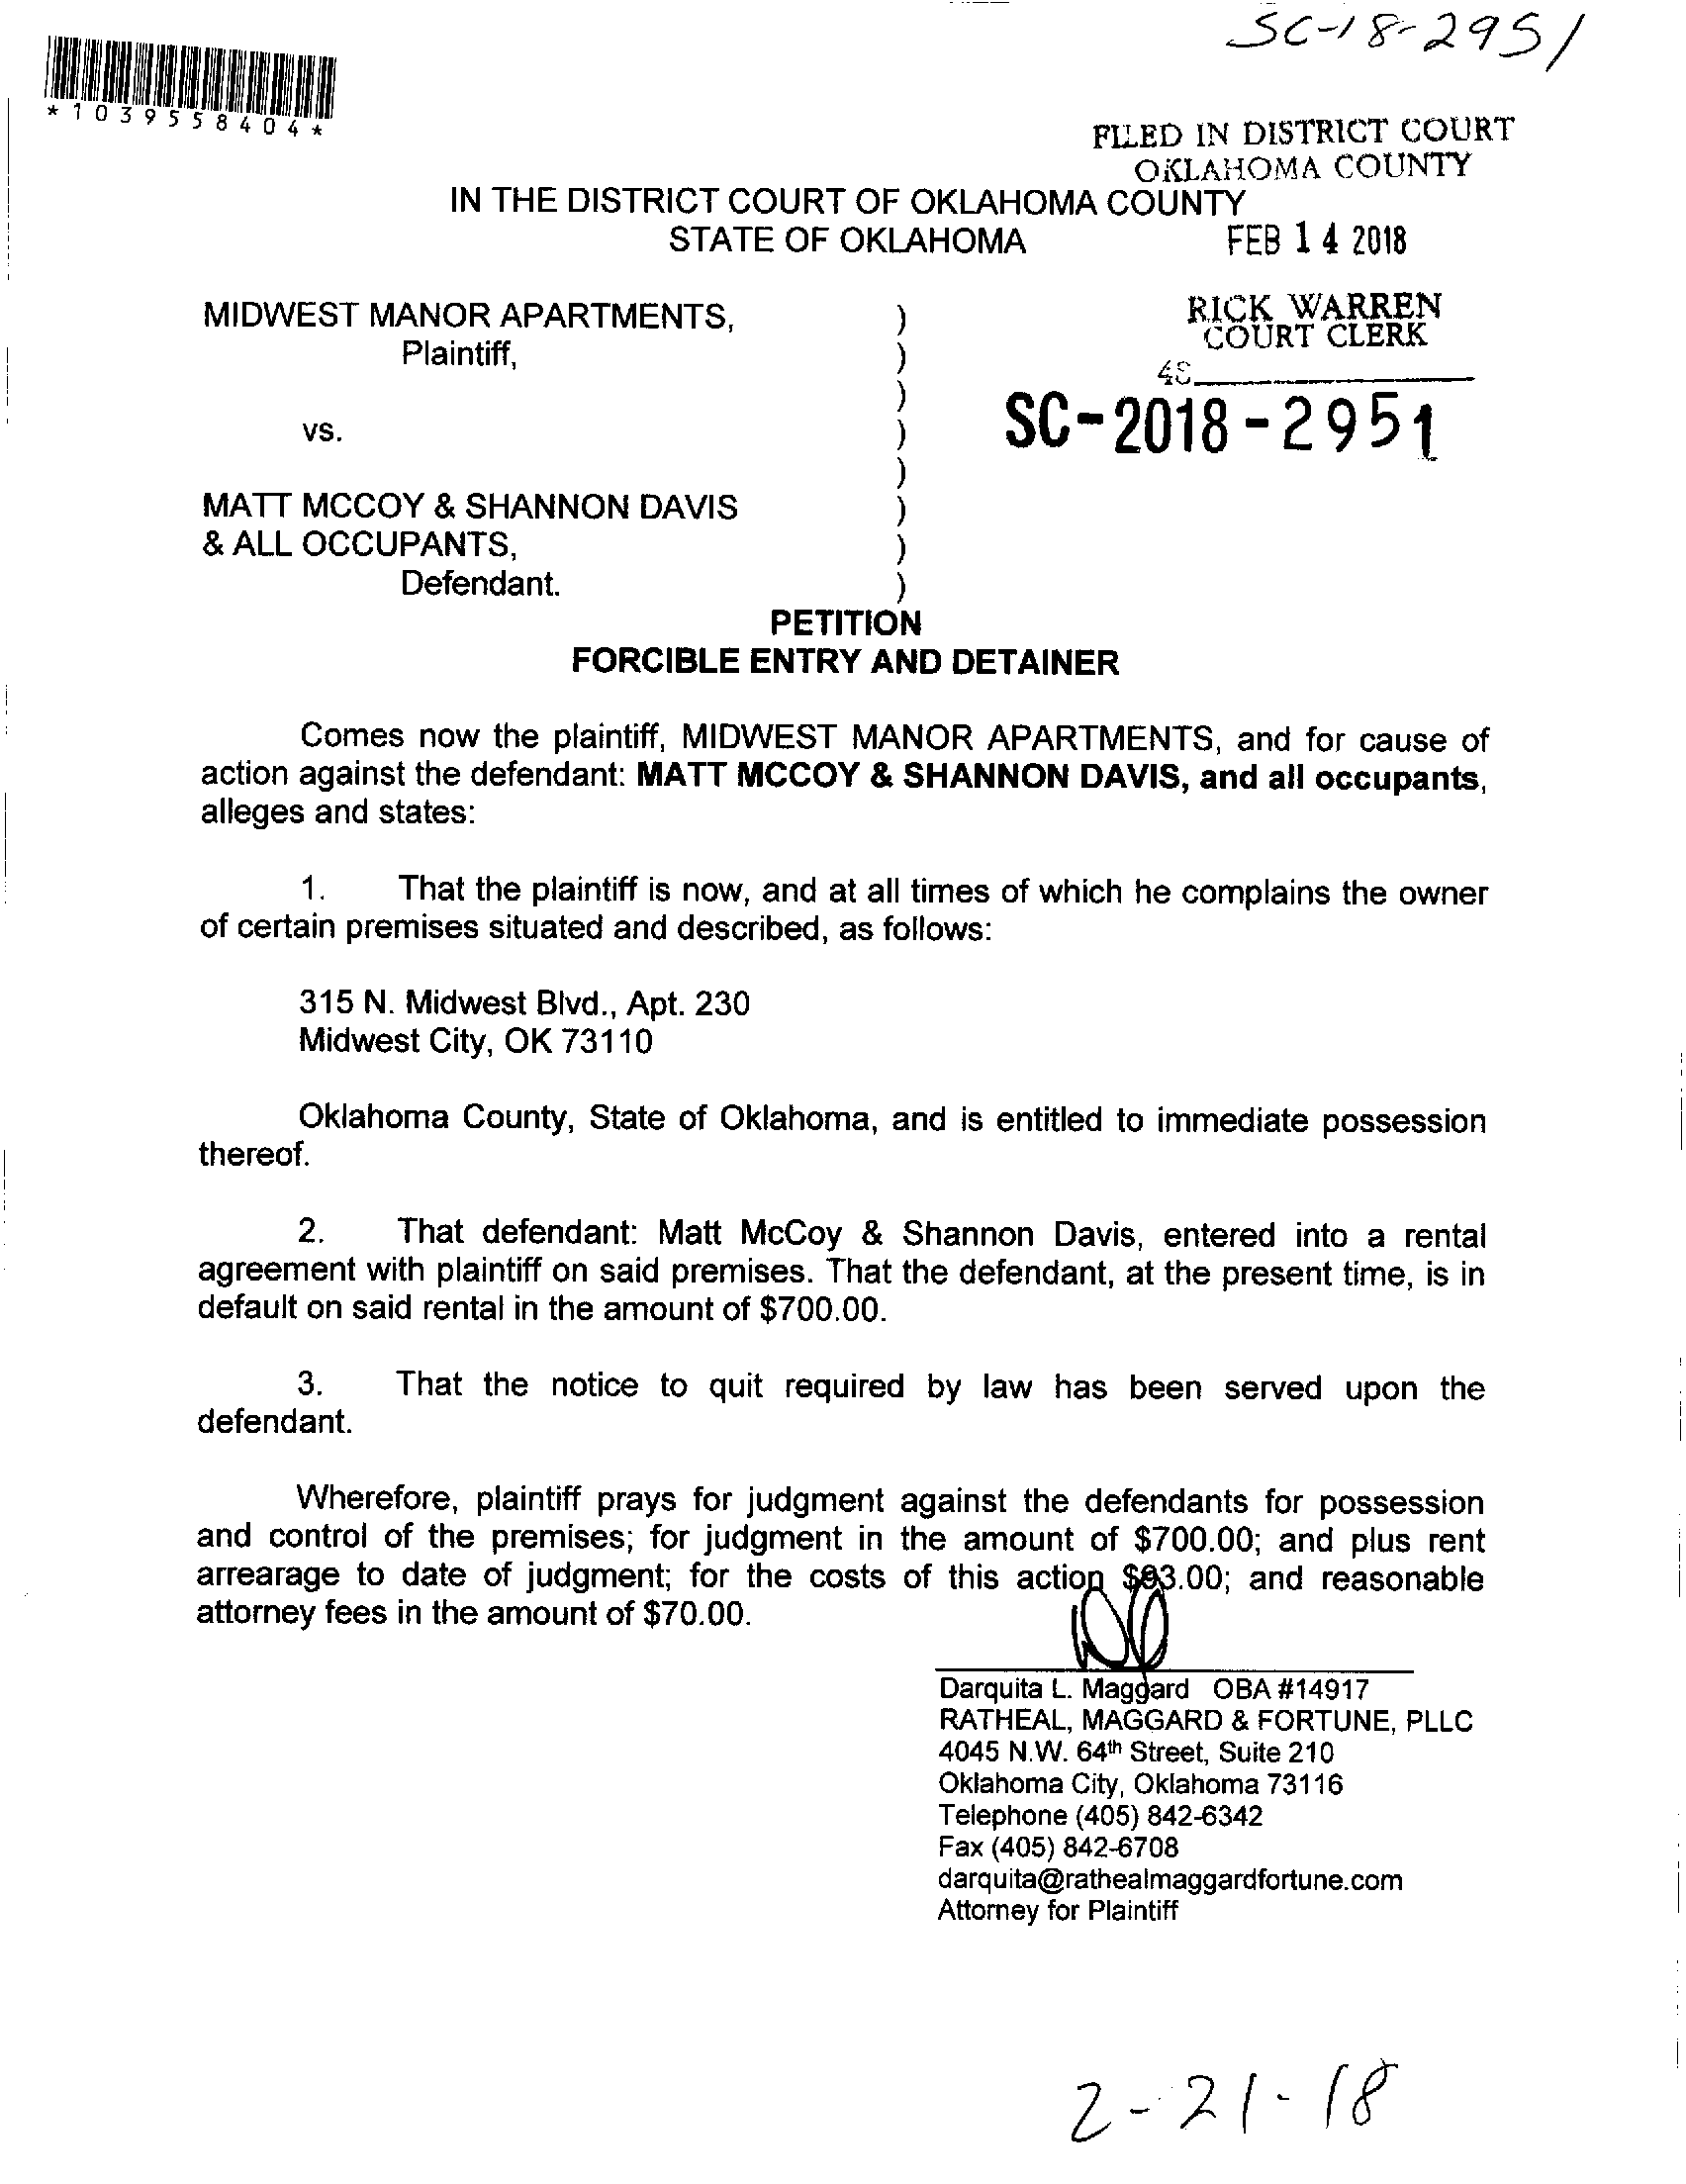 SC-18-2951
*1039558404*
FILED IN DISTRICT COURT
OKLAHOMA COUNTY
IN THE DISTRICT COURT OF OKLAHOMA COUNTY
STATE OF OKLAHOMA
FEB 14 2018
MIDWEST MANOR APARTMENTS, )
Plaintiff, )
)
vs. )
)
MATT MCCOY & SHANNON DAVIS )
& ALL OCCUPANTS, )
Defendant. )
RICK WARREN
COURT CLERK
48
SC-2018-2951
PETITION
FORCIBLE ENTRY AND DETAINER
Comes now the plaintiff, MIDWEST MANOR APARTMENTS, and for cause of
action against the defendant: MATT MCCOY & SHANNON DAVIS, and all occupants,
alleges and states:
1. That the plaintiff is now, and at all times of which he complains the owner
of certain premises situated and described, as follows:
315 N. Midwest Blvd., Apt. 230
Midwest City, OK 73110
Oklahoma County, State of Oklahoma, and is entitled to immediate possession
thereof.
2. That defendant: Matt McCoy & Shannon Davis, entered into a rental
agreement with plaintiff on said premises. That the defendant, at the present time, is in
default on said rental in the amount of $700.00.
3. That the notice to quit required by law has been served upon the
defendant.
Wherefore, plaintiff prays for judgment against the defendants for possession
and control of the premises; for judgment in the amount of $700.00; and plus rent
arrearage to date of judgment; for the costs of this action and reasonable
attorney fees in the amount of $70.00.
Darquita L. Maggard OBA #14917
RATHEAL, MAGGARD & FORTUNE, PLLC
4045 N.W. 64th Street, Suite 210
Oklahoma City, Oklahoma 73116
Telephone (405) 842-6342
Fax (405) 842-6708
darquita@rathealmaggardfortune.com
Attorney for Plaintiff
2-21-18